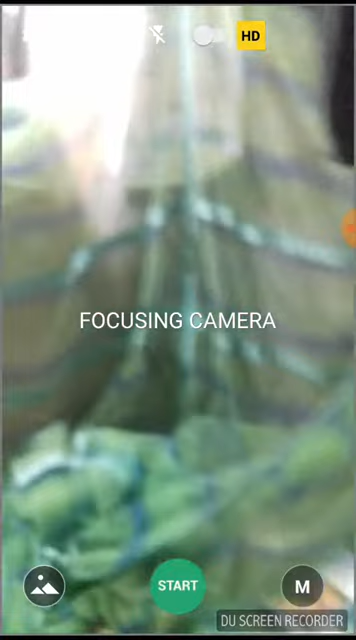 HD
FOCUSING CAMERA
START
M
DU SCREEN RECORDER